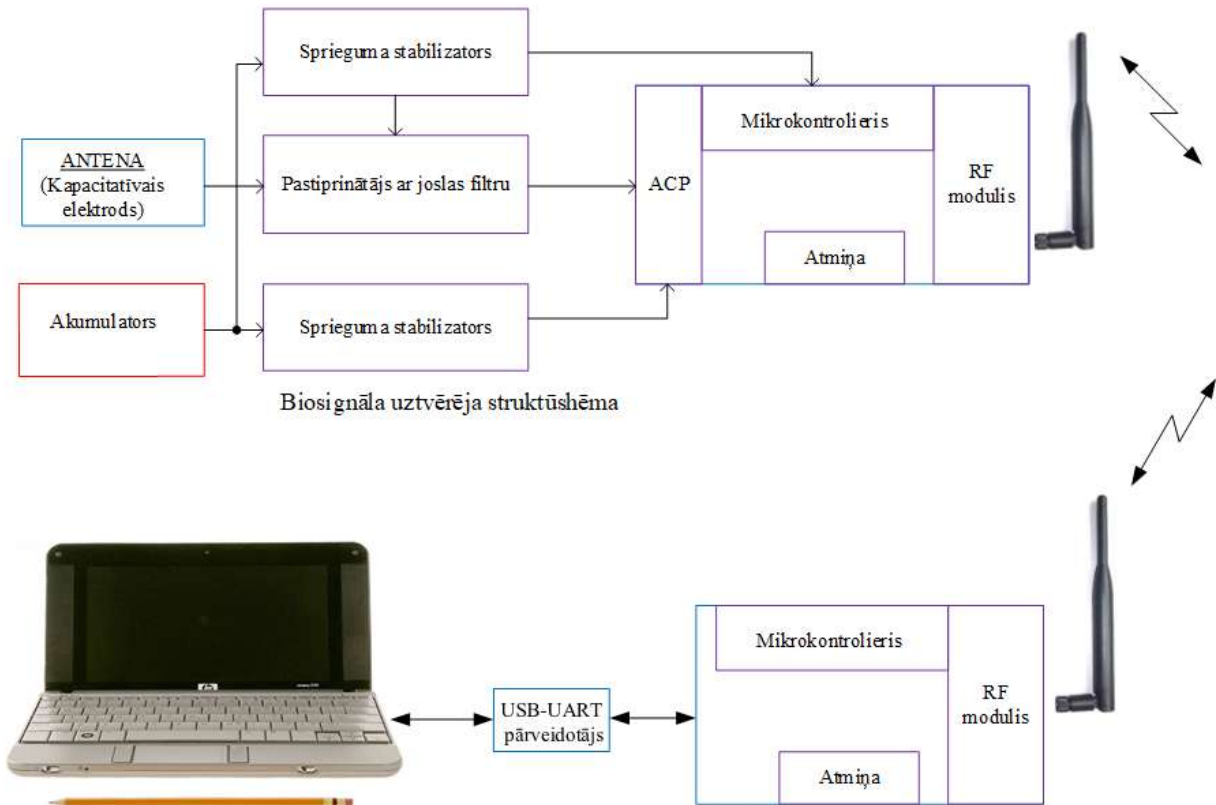 Sprieguma stabilizators
Mikrokontrolieris
ANTENA
(Kapacitatīvais
elektrods)
Pastiprinātājs ar joslas filtru
ACP
RF
modulis
Atmiņa
Akumulators
Sprieguma stabilizators
Biosignāla uztvērēja struktūshēma
Mikrokontrolieris
USB-UART
pārveidotājs
RF
modulis
Atmiņa
hp